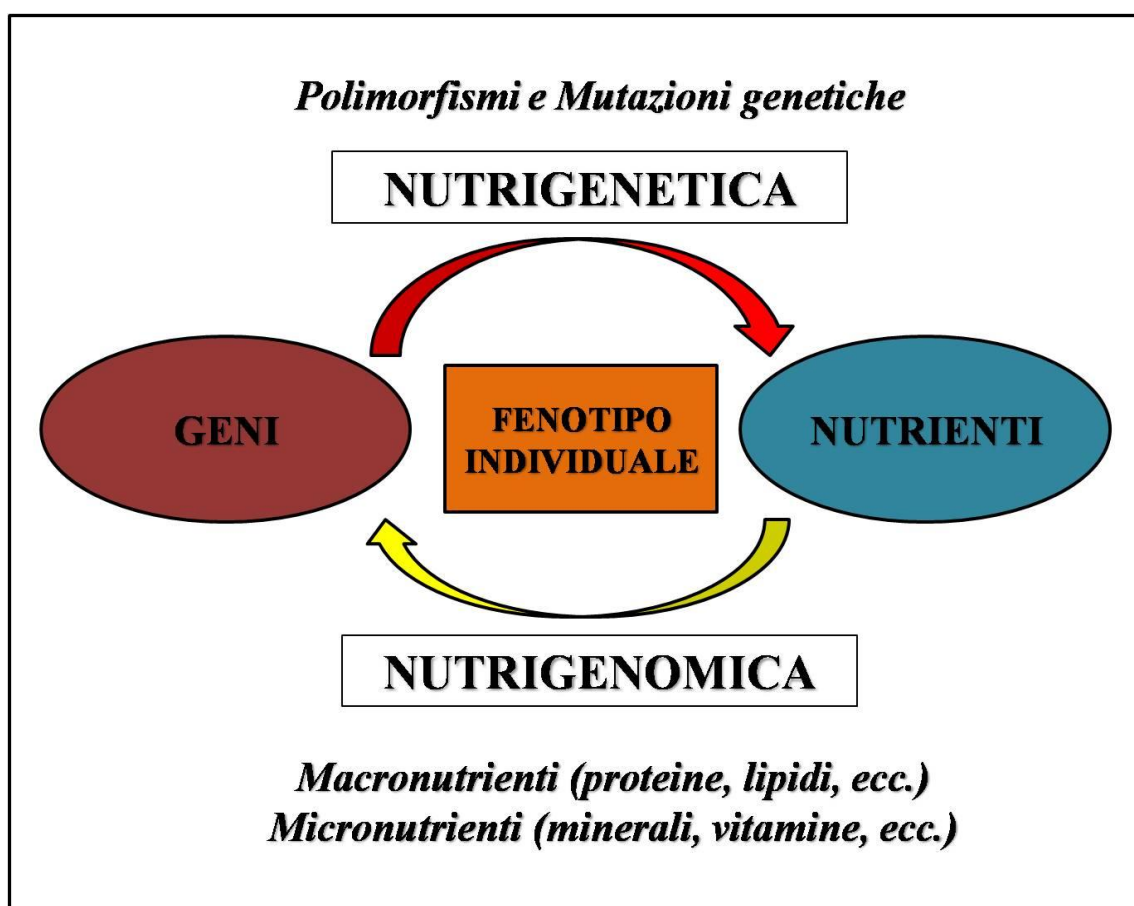 Polimorfismi e Mutazioni genetiche
NUTRIGENETICA
GENI
FENOTIPO
INDIVIDUALE
NUTRIENTI
NUTRIGENOMICA
Macronutrienti (proteine, lipidi, ecc.)
Micronutrienti (minerali, vitamine, ecc.)